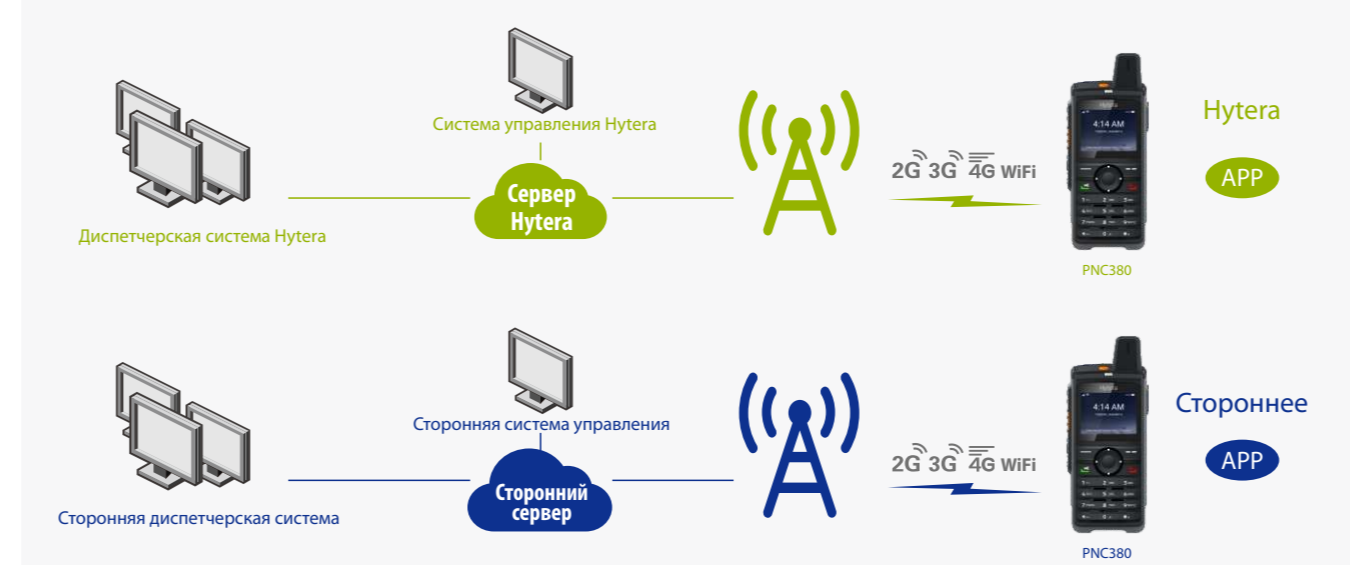 Система управления Hytera
Hytera
4:14 AM
2G 3G 4G WiFi
APP
Сервер
Hytera
Диспетчерская система Hytera
PNC380
Сторонняя система управления
Стороннее
4:14 AM
2G 3G 4G WiFi
APP
Сторонний
сервер
Сторонняя диспетчерская система
PNC380